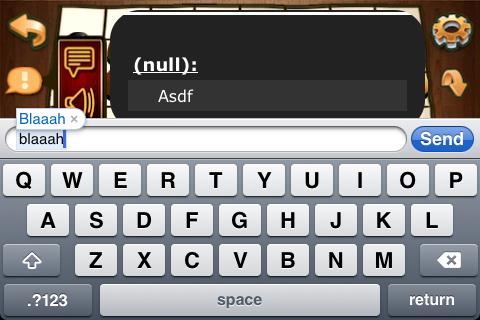 (null):
Asdf
Blaaah ×
blaaah
Send
Q W E R T Y U I O P
A S D F G H J K L
Z X C V B N M
.?123 space return